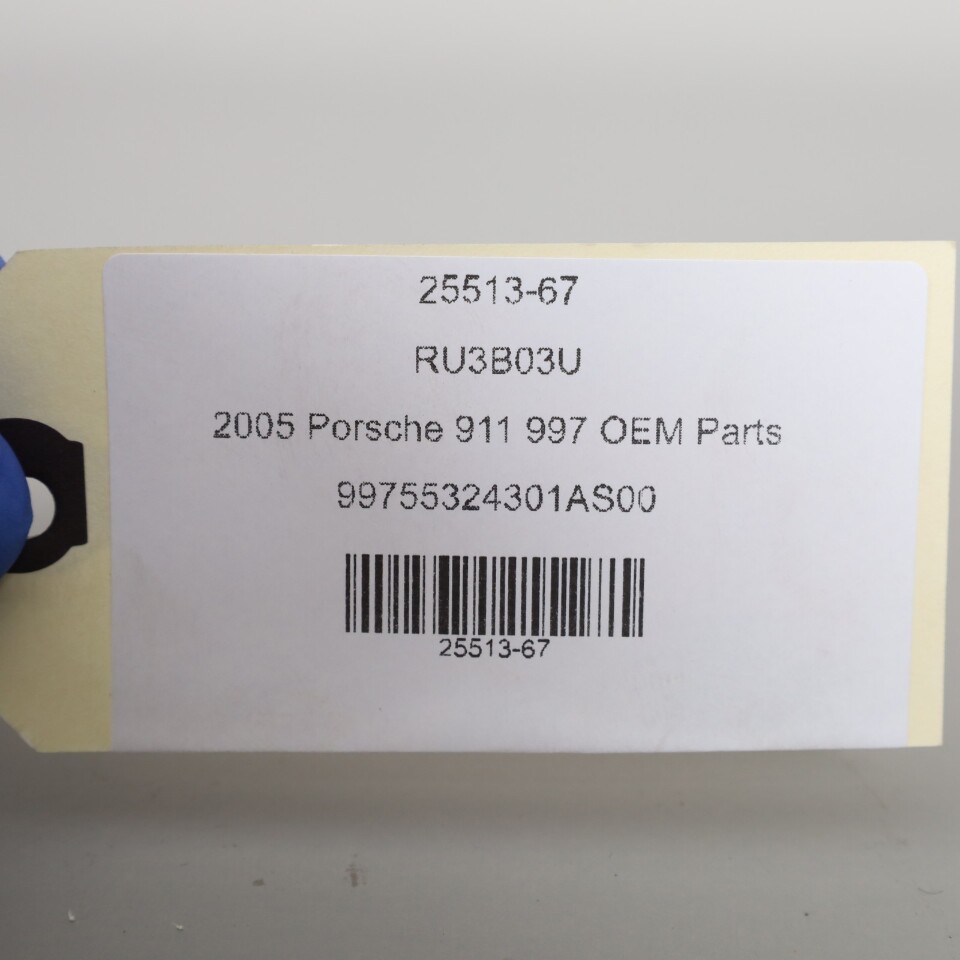 25513-67
RU3B03U
2005 Porsche 911 997 OEM Parts
99755324301AS00
25513-67